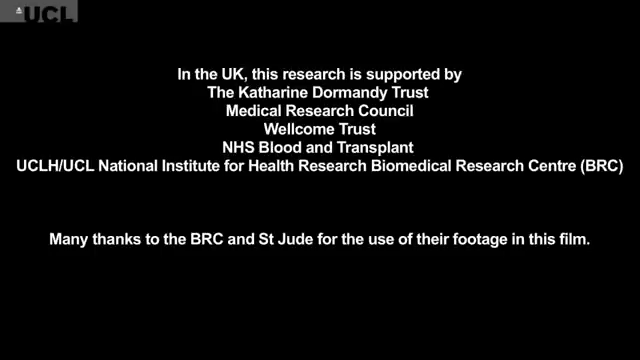 UCL
In the UK, this research is supported by
The Katharine Dormandy Trust
Medical Research Council
Wellcome Trust
NHS Blood and Transplant
UCLH/UCL National Institute for Health Research Biomedical Research Centre (BRC)
Many thanks to the BRC and St Jude for the use of their footage in this film.